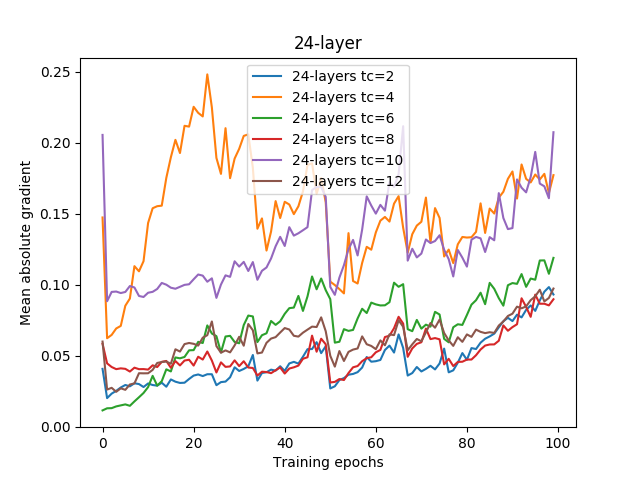 24-layer
0.25
0.20
0.15
0.10
0.05
0.00
Mean absolute gradient
24-layers tc=2
24-layers tc=4
24-layers tc=6
24-layers tc=8
24-layers tc=10
24-layers tc=12
0 20 40 60 80 100
Training epochs